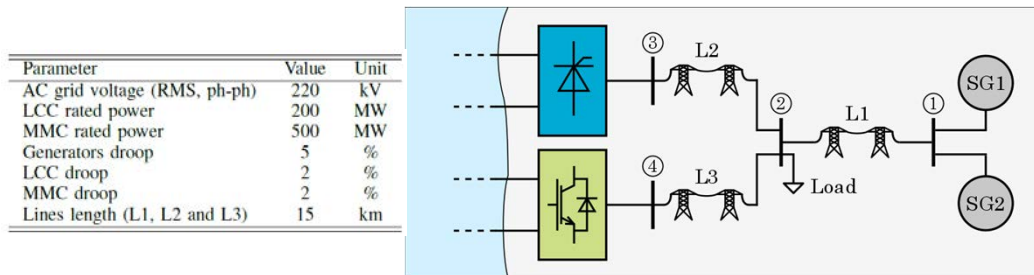 Parameter Value Unit
AC grid voltage (RMS, ph-ph) 220 kV
LCC rated power 200 MW
MMC rated power 500 MW
Generators droop 5 %
LCC droop 2 %
MMC droop 2 %
Lines length (L1, L2 and L3) 15 km
③
L2
②
L1
①
SG1
④
L3
Load
SG2